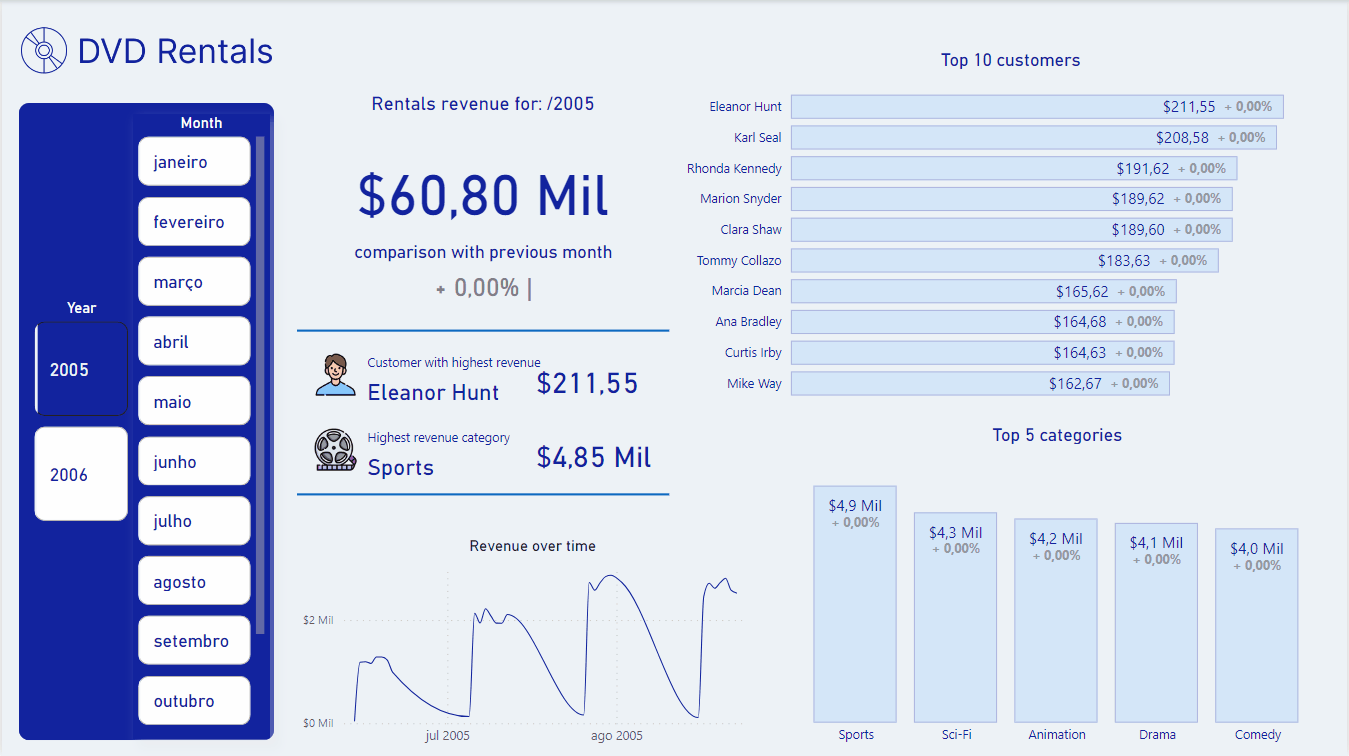 DVD Rentals
Year
2005
2006
Month
janeiro
fevereiro
março
abril
maio
junho
julho
agosto
setembro
outubro
Rentals revenue for: /2005
$60,80 Mil
comparison with previous month
+ 0,00% |
Customer with highest revenue
Eleanor Hunt
$211,55
Highest revenue category
Sports
$4,85 Mil
Revenue over time
$2 Mil
$0 Mil
jul 2005
ago 2005
Top 10 customers
Eleanor Hunt $211,55 + 0,00%
Karl Seal $208,58 + 0,00%
Rhonda Kennedy $191,62 + 0,00%
Marion Snyder $189,62 + 0,00%
Clara Shaw $189,60 + 0,00%
Tommy Collazo $183,63 + 0,00%
Marcia Dean $165,62 + 0,00%
Ana Bradley $164,68 + 0,00%
Curtis Irby $164,63 + 0,00%
Mike Way $162,67 + 0,00%
Top 5 categories
$4,9 Mil
+ 0,00%
Sports
$4,3 Mil
+ 0,00%
Sci-Fi
$4,2 Mil
+ 0,00%
Animation
$4,1 Mil
+ 0,00%
Drama
$4,0 Mil
+ 0,00%
Comedy